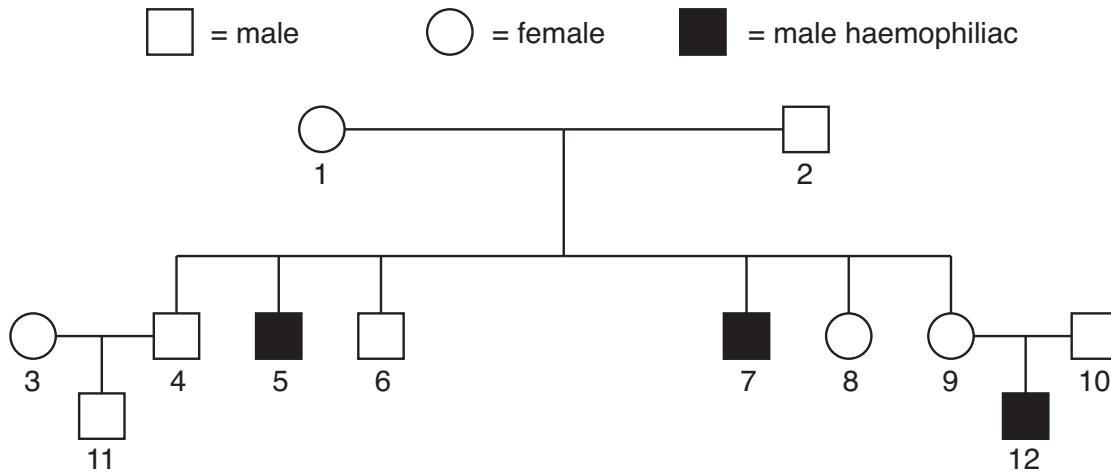 = male = female = male haemophiliac
1 2
3 4 5 6 7 8 9 10
11 12